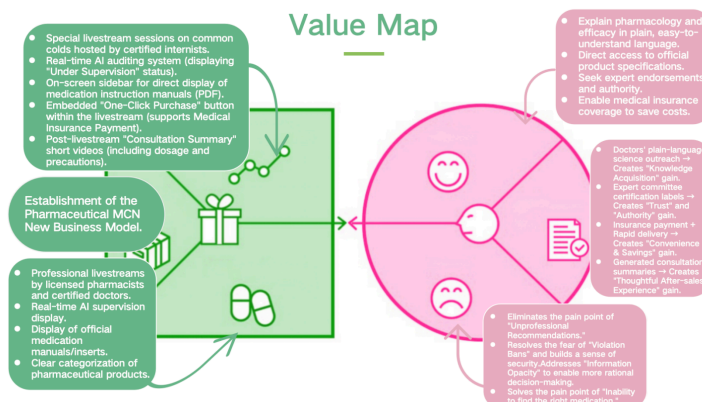 Value Map
Special livestream sessions on common
colds hosted by certified internists.
Real-time AI auditing system (displaying
"Under Supervision" status).
On-screen sidebar for direct display of
medication instruction manuals (PDF).
Embedded "One-Click Purchase" button
within the livestream (supports Medical
Insurance Payment).
Post-livestream "Consultation Summary"
short videos (including dosage and
precautions).
Establishment of the
Pharmaceutical MCN
New Business Model.
Professional livestreams
by licensed pharmacists
and certified doctors.
Real-time AI supervision
display.
Display of official
medication
manuals/inserts.
Clear categorization of
pharmaceutical products.
Explain pharmacology and
efficacy in plain, easy-to-
understand language.
Direct access to official
product specifications.
Seek expert endorsements
and authority.
Enable medical insurance
coverage to save costs.
Doctors' plain-language
science outreach →
Creates "Knowledge
Acquisition" gain.
Expert committee
certification labels →
Creates "Trust" and
"Authority" gain.
Insurance payment +
Rapid delivery →
Creates "Convenience
& Savings" gain.
Generated consultation
summaries → Creates
"Thoughtful After-sales
Experience" gain.
Eliminates the pain point of
"Unprofessional
Recommendations."
Resolves the fear of "Violation
Bans" and builds a sense of
security.Addresses "Information
Opacity" to enable more rational
decision-making.
Solves the pain point of "Inability
to find the right medication."